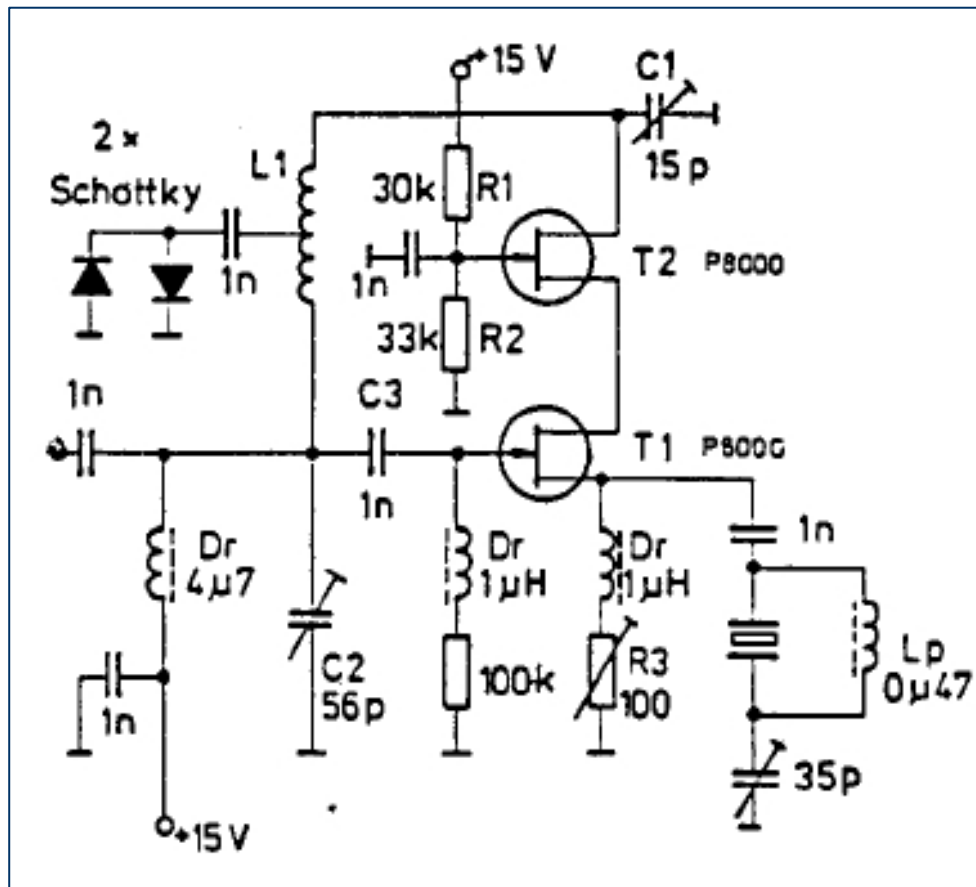 +15 V
C1
15p
2 ×
Schottky
L1
1n
30k
R1
1n
T2 P8000
33k
R2
1n
C3
1n
T1 P8000
Dr
4µ7
Dr
1µH
Dr
1µH
1n
C2
56p
100k
R3
100
Lp
0µ47
1n
35p
+15V